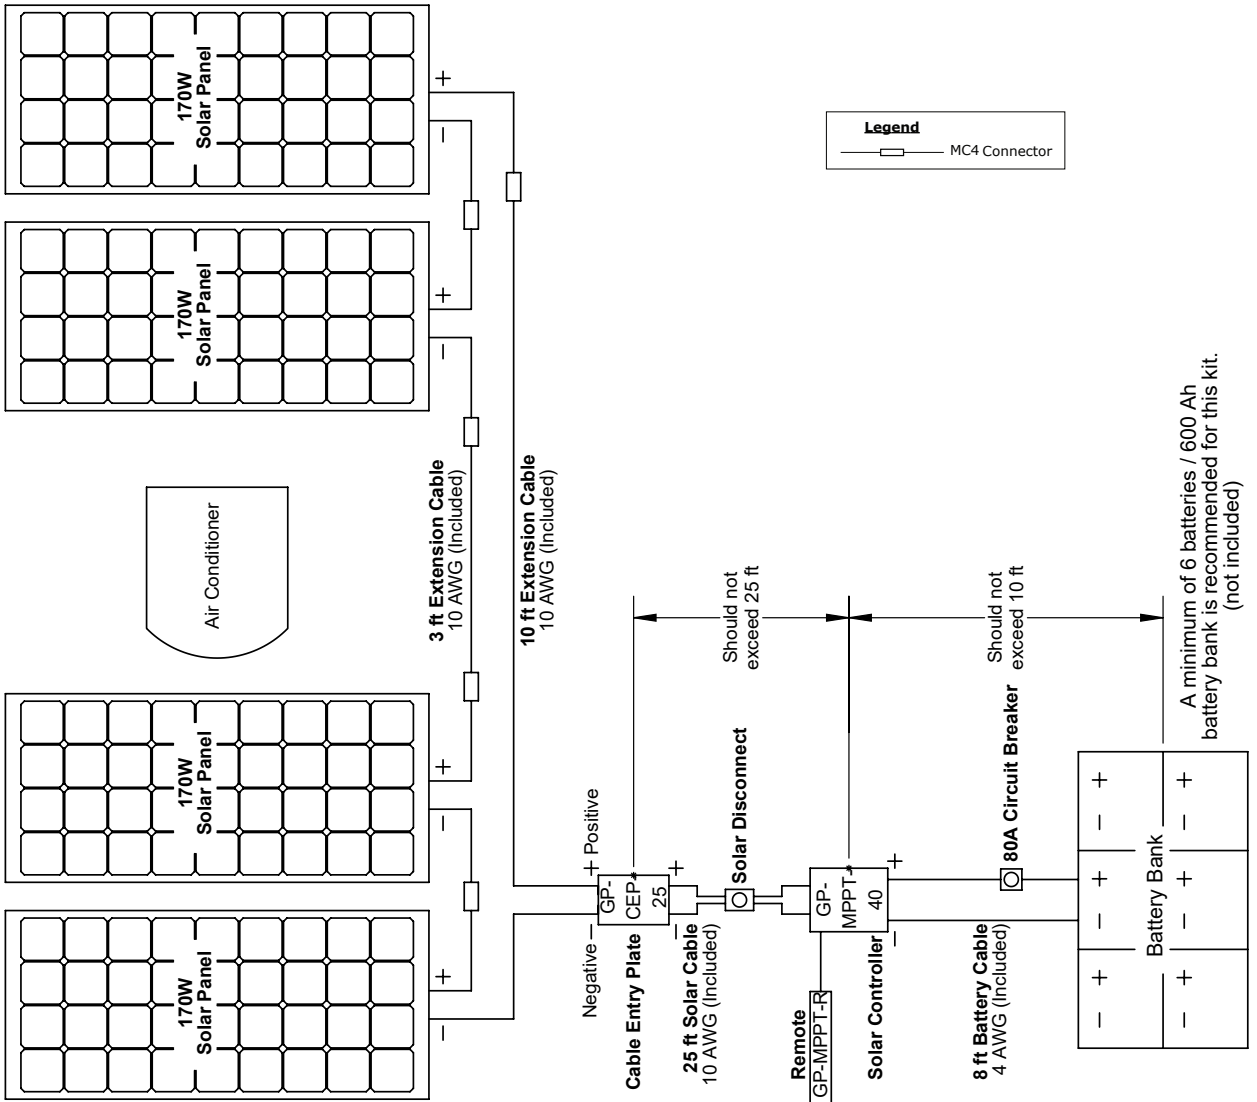 170W
Solar Panel
+
−
170W
Solar Panel
+
−
Legend
MC4 Connector
Air Conditioner
3 ft Extension Cable
10 AWG (Included)
10 ft Extension Cable
10 AWG (Included)
170W
Solar Panel
+
−
170W
Solar Panel
+
−
Negative −
+ Positive
GP-
CEP*
25
− +
Cable Entry Plate
25 ft Solar Cable
10 AWG (Included)
Solar Disconnect
Should not
exceed 25 ft
GP-
MPPT-*
40
− +
Remote
GP-MPPT-R
Solar Controller
8 ft Battery Cable
4 AWG (Included)
80A Circuit Breaker
Should not
exceed 10 ft
− + − + − +
Battery Bank
− + − + − +
A minimum of 6 batteries / 600 Ah
battery bank is recommended for this kit.
(not included)